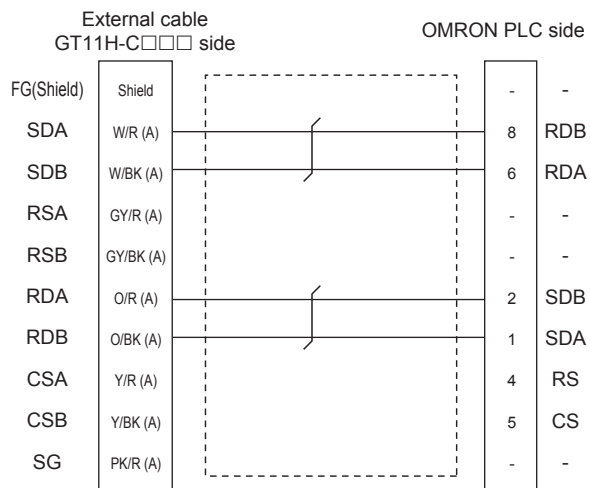 External cable
GT11H-C□□□ side
OMRON PLC side
FG(Shield) Shield - -
SDA W/R (A) 8 RDB
SDB W/BK (A) 6 RDA
RSA GY/R (A) - -
RSB GY/BK (A) - -
RDA O/R (A) 2 SDB
RDB O/BK (A) 1 SDA
CSA Y/R (A) 4 RS
CSB Y/BK (A) 5 CS
SG PK/R (A) - -